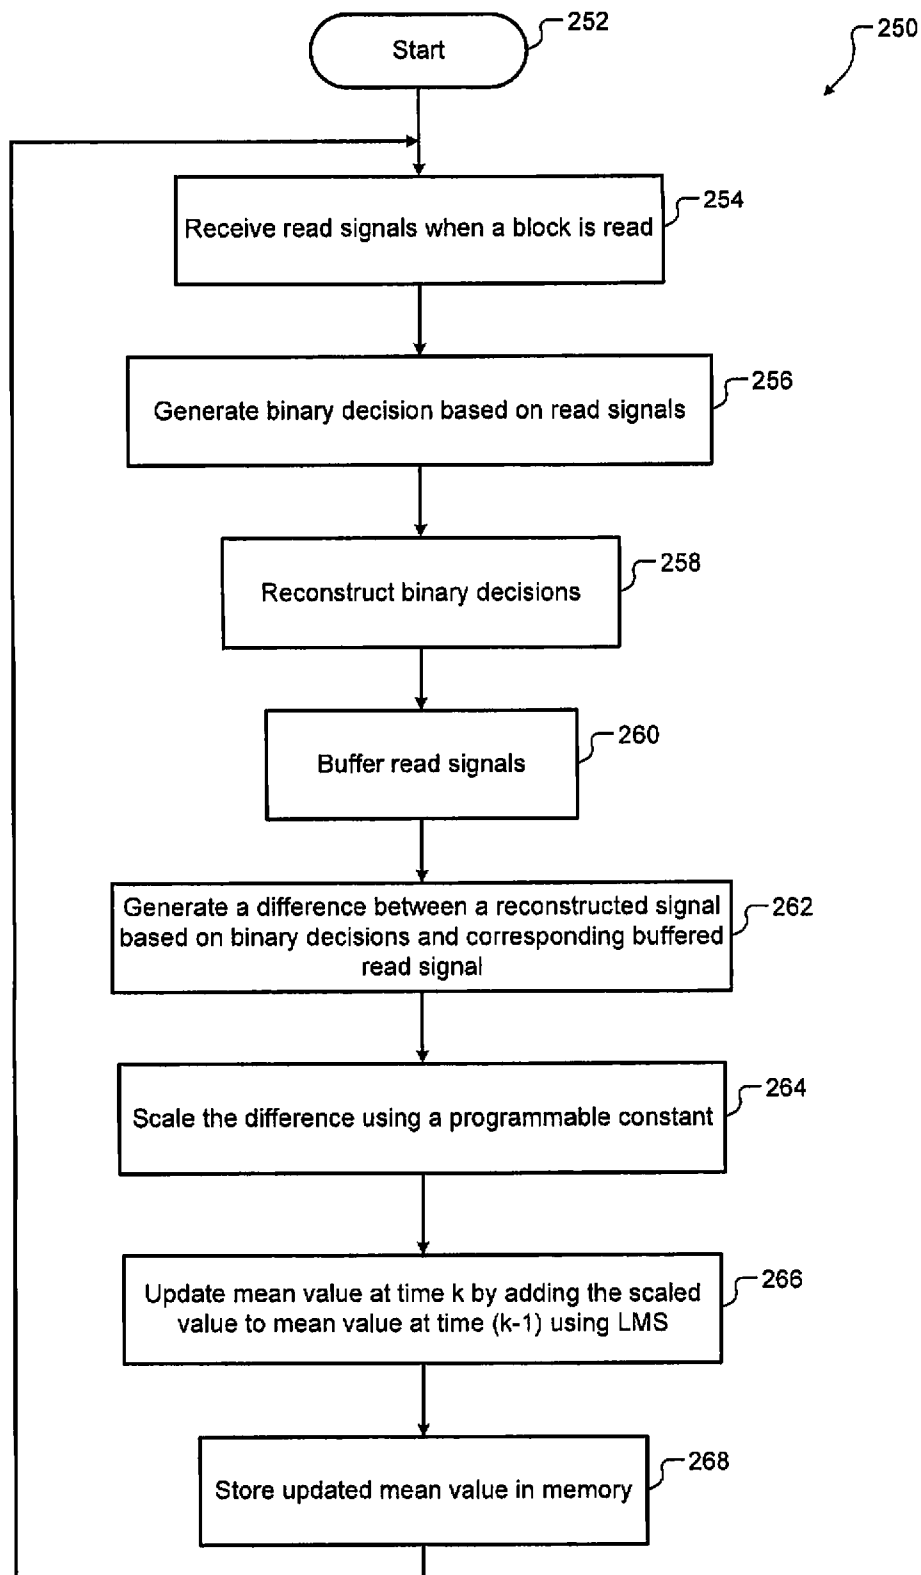 252
250
Start
254
Receive read signals when a block is read
256
Generate binary decision based on read signals
258
Reconstruct binary decisions
260
Buffer read signals
262
Generate a difference between a reconstructed signal
based on binary decisions and corresponding buffered
read signal
264
Scale the difference using a programmable constant
266
Update mean value at time k by adding the scaled
value to mean value at time (k-1) using LMS
268
Store updated mean value in memory